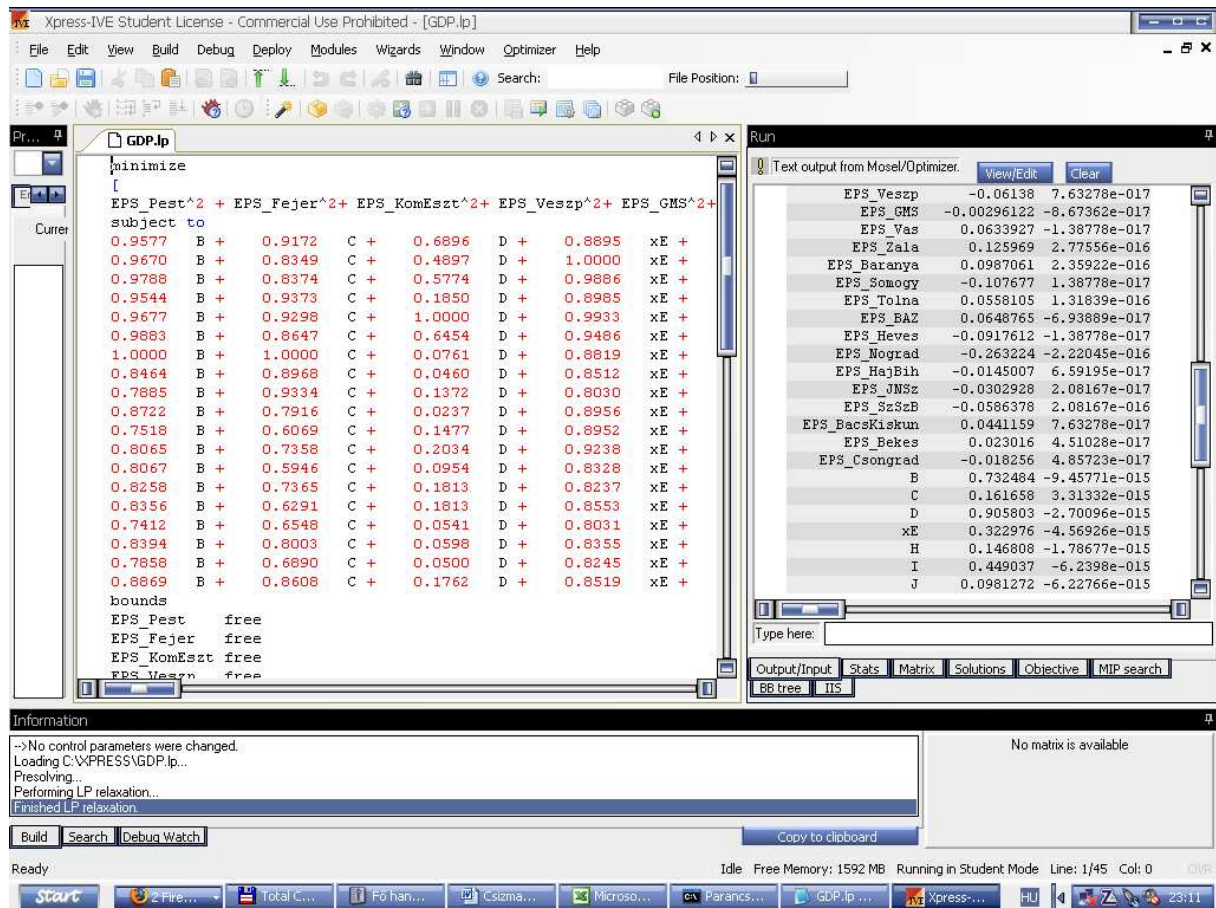 Xpress-IVE Student License - Commercial Use Prohibited - [GDP.lp]
File Edit View Build Debug Deploy Modules Wizards Window Optimizer Help
Search: File Position:
Pr...
GDP.lp
Curren
minimize
[
EPS_Pest^2 + EPS_Fejer^2+ EPS_KomEszt^2+ EPS_Veszp^2+ EPS_GMS^2+
subject to
0.9577 B + 0.9172 C + 0.6896 D + 0.8895 xE +
0.9670 B + 0.8349 C + 0.4897 D + 1.0000 xE +
0.9788 B + 0.8374 C + 0.5774 D + 0.9886 xE +
0.9544 B + 0.9373 C + 0.1850 D + 0.8985 xE +
0.9677 B + 0.9298 C + 1.0000 D + 0.9933 xE +
0.9883 B + 0.8647 C + 0.6454 D + 0.9486 xE +
1.0000 B + 1.0000 C + 0.0761 D + 0.8819 xE +
0.8464 B + 0.8968 C + 0.0460 D + 0.8512 xE +
0.7885 B + 0.9334 C + 0.1372 D + 0.8030 xE +
0.8722 B + 0.7916 C + 0.0237 D + 0.8956 xE +
0.7518 B + 0.6069 C + 0.1477 D + 0.8952 xE +
0.8065 B + 0.7358 C + 0.2034 D + 0.9238 xE +
0.8067 B + 0.5946 C + 0.0954 D + 0.8328 xE +
0.8258 B + 0.7365 C + 0.1813 D + 0.8237 xE +
0.8356 B + 0.6291 C + 0.1813 D + 0.8553 xE +
0.7412 B + 0.6548 C + 0.0541 D + 0.8031 xE +
0.8394 B + 0.8003 C + 0.0598 D + 0.8355 xE +
0.7858 B + 0.6890 C + 0.0500 D + 0.8245 xE +
0.8869 B + 0.8608 C + 0.1762 D + 0.8519 xE +
bounds
EPS_Pest free
EPS_Fejer free
EPS_KomEszt free
EPS_Veszp free
Run
Text output from Mosel/Optimizer. View/Edit Clear
EPS_Veszp -0.06138 7.63278e-017
EPS_GMS -0.00296122 -8.67362e-017
EPS_Vas 0.0633927 -1.38778e-017
EPS_Zala 0.125969 2.77556e-016
EPS_Baranya 0.0987061 2.35922e-016
EPS_Somogy -0.107677 1.38778e-017
EPS_Tolna 0.0558105 1.31839e-016
EPS_BAZ 0.0648765 -6.93889e-017
EPS_Heves -0.0917612 -1.38778e-017
EPS_Nograd -0.263224 -2.22045e-016
EPS_HajBih -0.0145007 6.59195e-017
EPS_JNSz -0.0302928 2.08167e-017
EPS_SzSzB -0.0586378 2.08167e-016
EPS_BacsKiskun 0.0441159 7.63278e-017
EPS_Bekes 0.023016 4.51028e-017
EPS_Csongrad -0.018256 4.85723e-017
B 0.732484 -9.45771e-015
C 0.161658 3.31332e-015
D 0.905803 -2.70096e-015
xE 0.322976 -4.56926e-015
H 0.146808 -1.78677e-015
I 0.449037 -6.2398e-015
J 0.0981272 -6.22766e-015
Type here:
Output/Input Stats Matrix Solutions Objective MIP search
BB tree IIS
Information
-->No control parameters were changed.
Loading C:\XPRESS\GDP.lp...
Presolving...
Performing LP relaxation...
Finished LP relaxation.
No matrix is available
Build Search Debug Watch
Copy to clipboard
Ready Idle Free Memory: 1592 MB Running in Student Mode Line: 1/45 Col: 0 OVR
Start 2 Fire... Total C... Fő han... Csizma... Microso... Parancs... GDP.lp ... Xpress-... HU 23:11